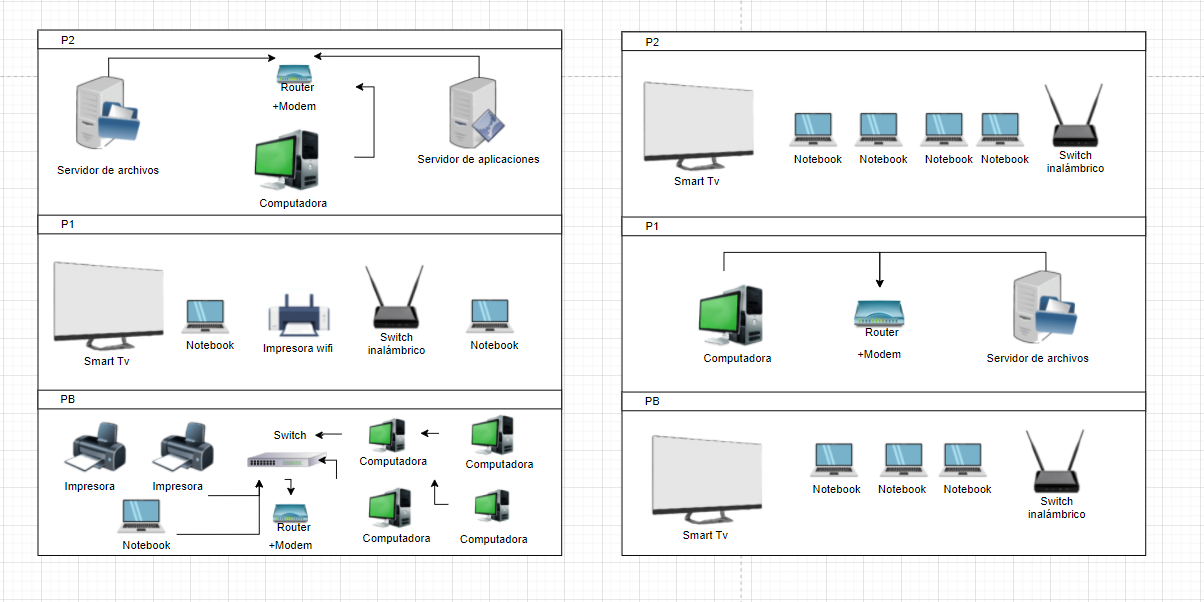 P2
Router
+Modem
Servidor de archivos
Servidor de aplicaciones
Computadora
P1
Smart Tv
Notebook
Impresora wifi
Switch
inalámbrico
Notebook
PB
Impresora
Impresora
Switch
Computadora
Computadora
Notebook
Router
+Modem
Computadora
Computadora
P2
Smart Tv
Notebook
Notebook
Notebook
Notebook
Switch
inalámbrico
P1
Computadora
Router
+Modem
Servidor de archivos
PB
Smart Tv
Notebook
Notebook
Notebook
Switch
inalámbrico